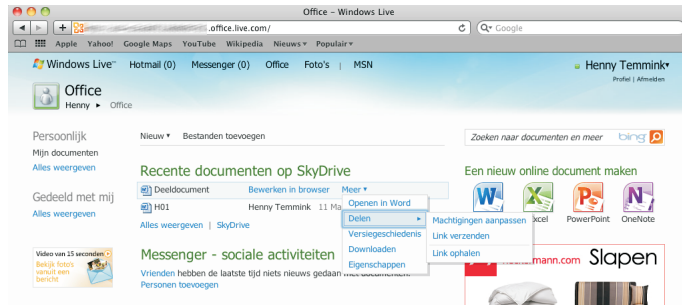 Office – Windows Live
.office.live.com/
Google
Apple Yahoo! Google Maps YouTube Wikipedia Nieuws Populair
Windows Live Hotmail (0) Messenger (0) Office Foto's | MSN
Henny Temmink
Profiel | Afmelden
Office
Henny ► Office
Persoonlijk
Mijn documenten
Alles weergeven
Gedeeld met mij
Alles weergeven
Nieuw Bestanden toevoegen
Zoeken naar documenten en meer bing
Recente documenten op SkyDrive
Deeldocument Bewerken in browser Meer
H01 Henny Temmink 11 Ma
Alles weergeven | SkyDrive
Openen in Word
Delen
Versiegeschiedenis
Downloaden
Eigenschappen
Machtigingen aanpassen
Link verzenden
Link ophalen
Een nieuw online document maken
PowerPoint OneNote
Video van 15 seconden
Bekijk foto's
vanuit een
bericht
Messenger - sociale activiteiten
Vrienden hebben de laatste tijd niets nieuws gedaan met documenten.
Personen toevoegen
mann.com Slapen